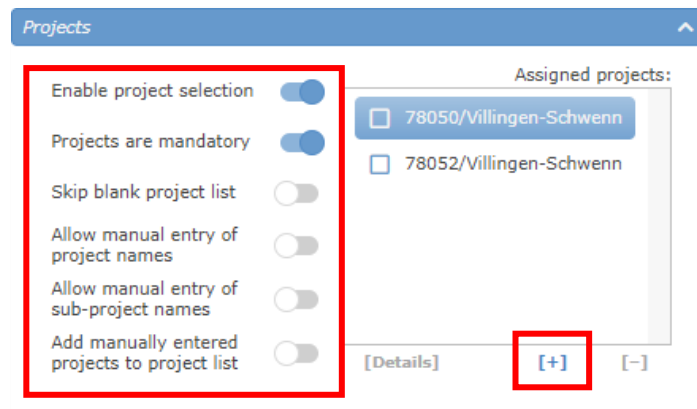 Projects
Enable project selection
Projects are mandatory
Skip blank project list
Allow manual entry of
project names
Allow manual entry of
sub-project names
Add manually entered
projects to project list
Assigned projects:
78050/Villingen-Schwenn
78052/Villingen-Schwenn
[Details]
[+]
[-]